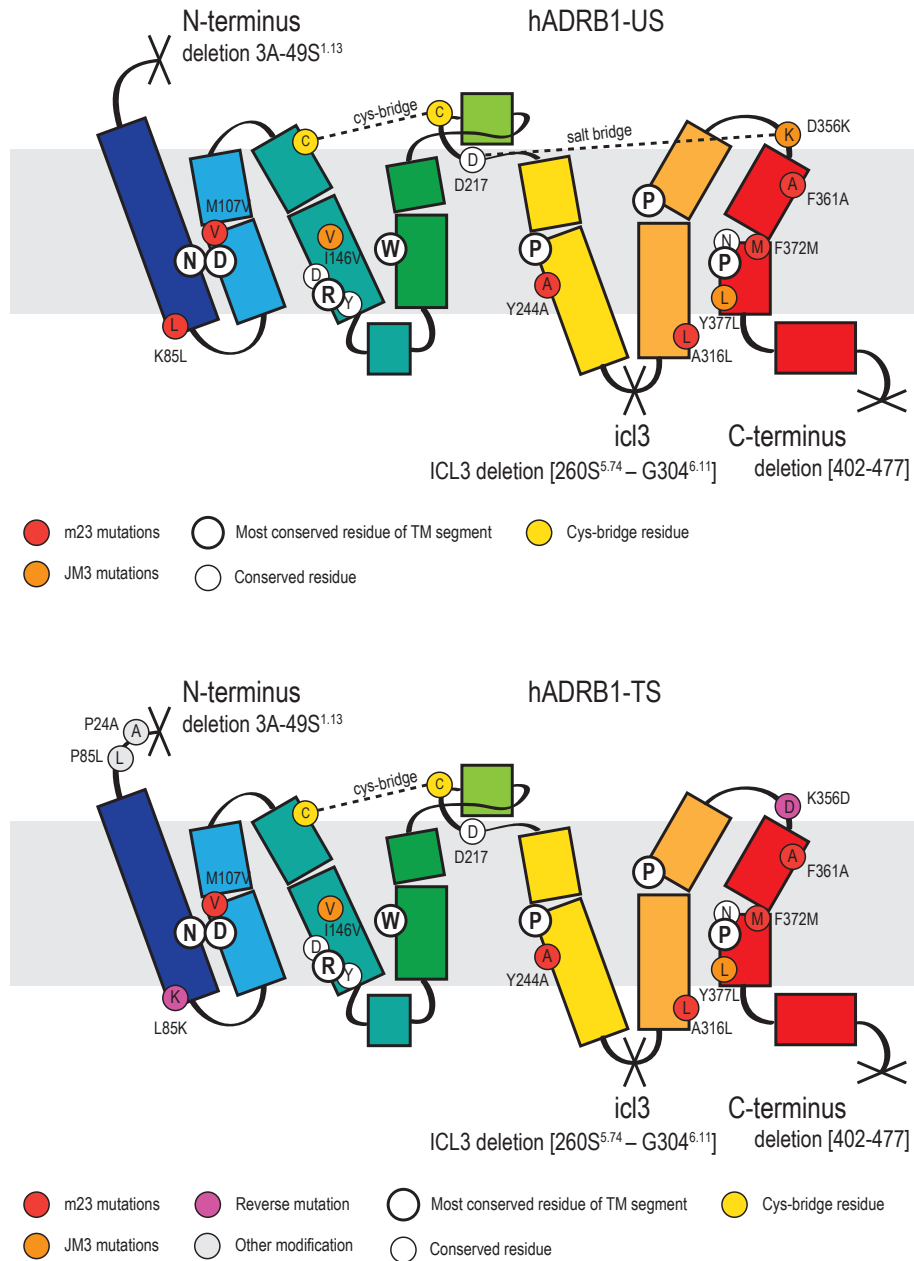 N-terminus
deletion 3A-49S1.13
hADRB1-US
cys-bridge
C
C
salt bridge
K
D356K
D
D217
A
F361A
M107V
V
P
N
D
V
I146V
W
P
N
M
F372M
P
D
R
Y
A
Y244A
L
Y377L
L
K85L
L
A316L
icl3
C-terminus
ICL3 deletion [260S5.74 – G3046.11]
deletion [402-477]
m23 mutations
Most conserved residue of TM segment
Cys-bridge residue
JM3 mutations
Conserved residue
N-terminus
deletion 3A-49S1.13
hADRB1-TS
P24A
A
P85L
L
cys-bridge
C
C
D
K356D
D
D217
A
F361A
M107V
V
P
N
D
V
I146V
W
P
N
M
F372M
P
D
R
Y
A
Y244A
L
Y377L
K
L85K
L
A316L
icl3
C-terminus
ICL3 deletion [260S5.74 – G3046.11]
deletion [402-477]
m23 mutations
Reverse mutation
Most conserved residue of TM segment
Cys-bridge residue
JM3 mutations
Other modification
Conserved residue